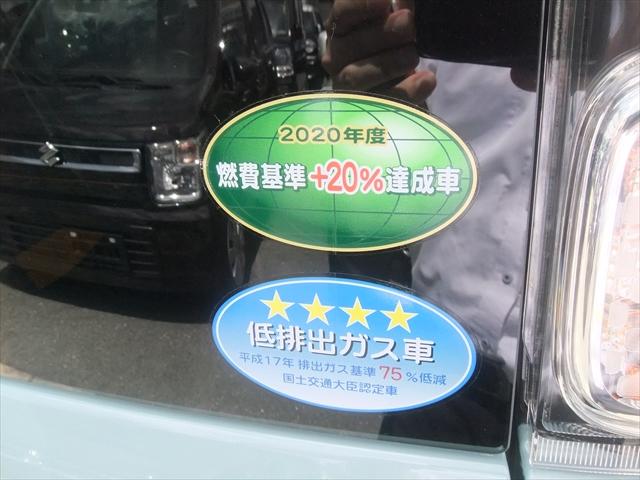 2020年度
燃費基準+20%達成車
低排出ガス車
平成17年 排出ガス基準 75 %低減
国土交通大臣認定車